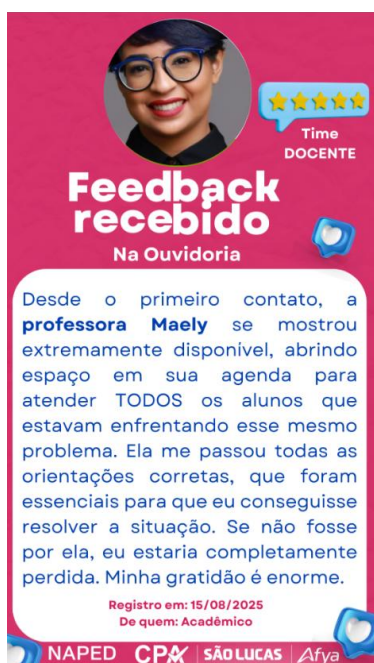 Time
DOCENTE
Feedback
recebido
Na Ouvidoria
Desde o primeiro contato, a
professora Maely se mostrou
extremamente disponível, abrindo
espaço em sua agenda para
atender TODOS os alunos que
estavam enfrentando esse mesmo
problema. Ela me passou todas as
orientações corretas, que foram
essenciais para que eu conseguisse
resolver a situação. Se não fosse
por ela, eu estaria completamente
perdida. Minha gratidão é enorme.
Registro em: 15/08/2025
De quem: Acadêmico
NAPED CPA SÃO LUCAS Afya